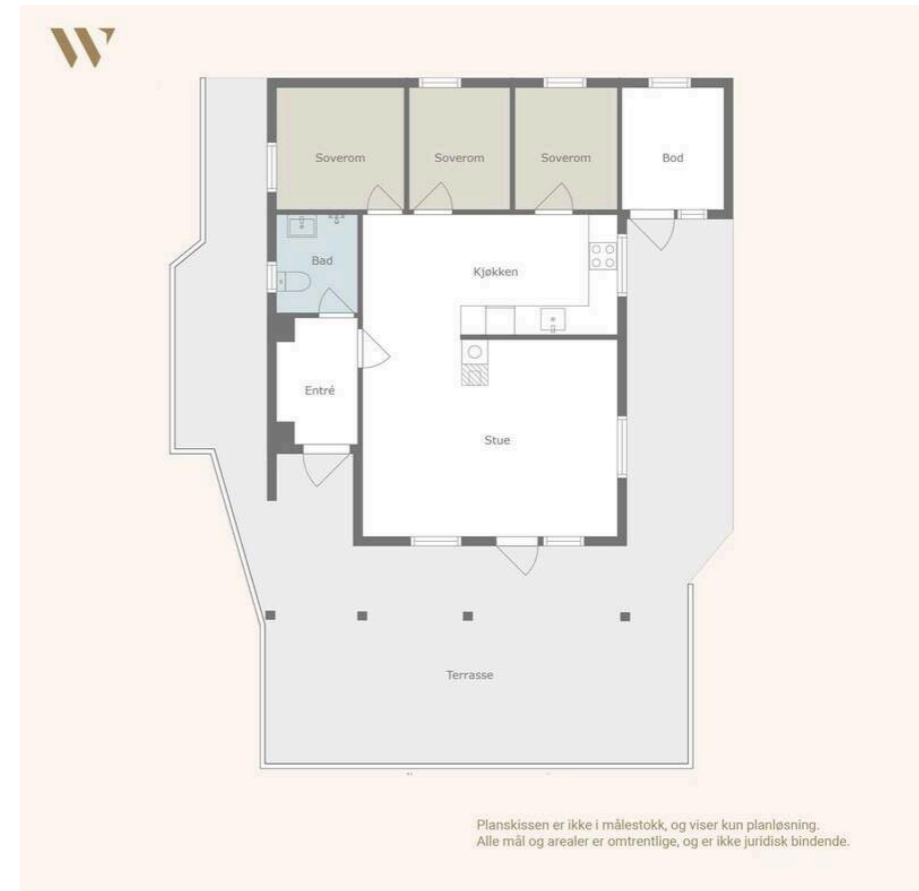 W
Soverom
Soverom
Soverom
Bod
Bad
Kjøkken
Entré
Stue
Terrasse
Planskissen er ikke i målestokk, og viser kun planløsning.
Alle mål og arealer er omtrentlige, og er ikke juridisk bindende.